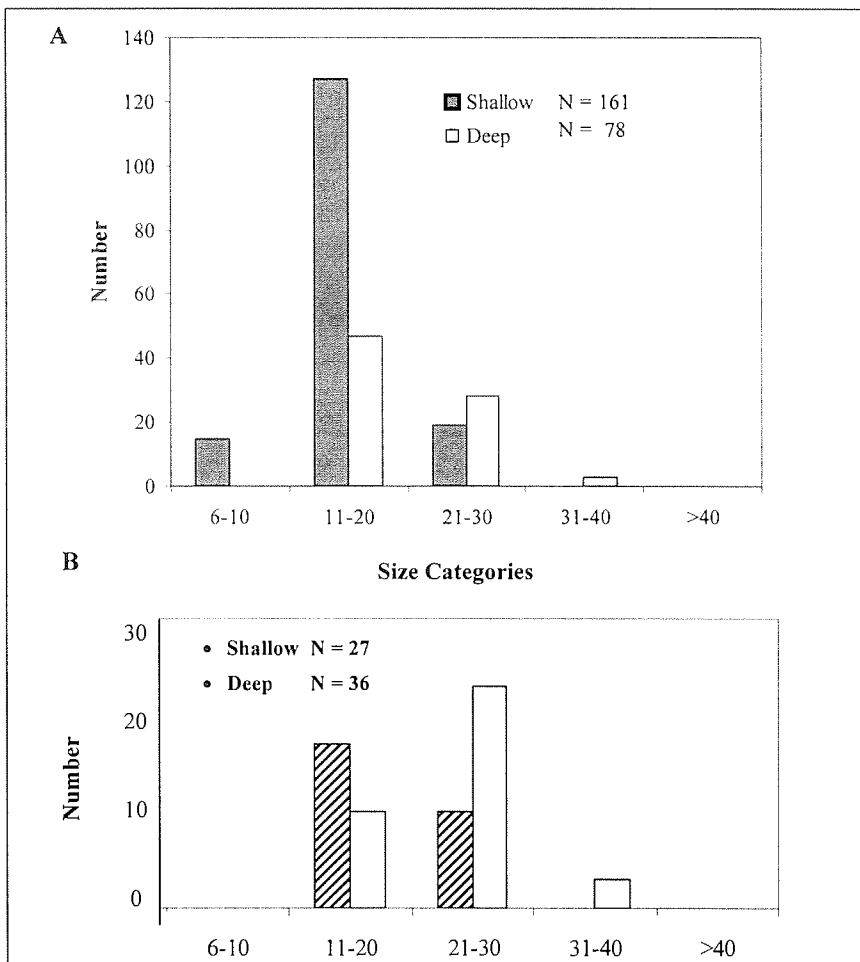 A
140
120
100
80
60
40
20
0
Number
Shallow N = 161
Deep N = 78
6-10 11-20 21-30 31-40 >40
Size Categories
B
30
20
10
0
Number
• Shallow N = 27
• Deep N = 36
6-10 11-20 21-30 31-40 >40